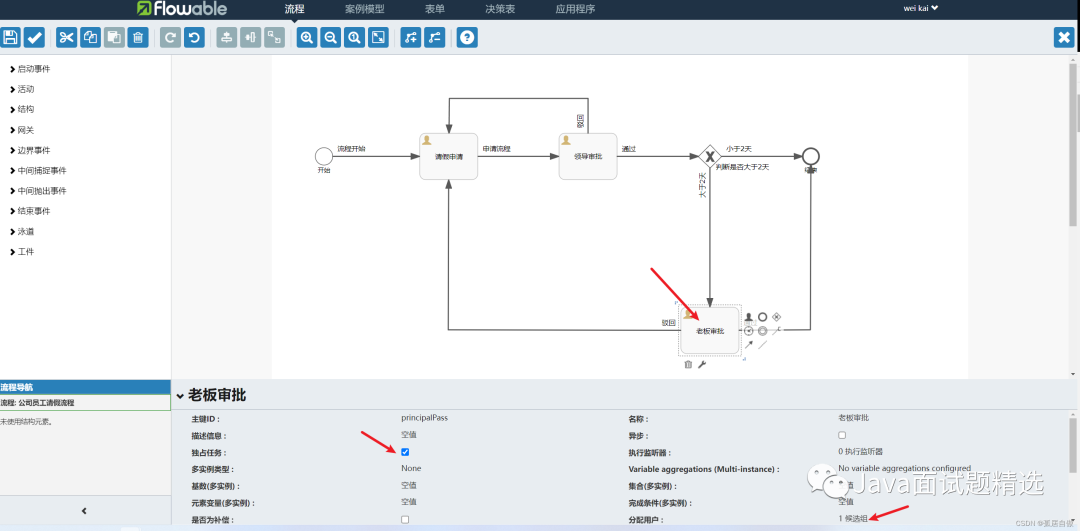 flowable
流程
案例模型
表单
决策表
应用程序
wei kai
启动事件
活动
结构
网关
边界事件
中间捕捉事件
中间抛出事件
结束事件
泳道
工件
驳回
流程开始
请假申请
申请流程
领导审批
通过
小于2天
判断是否大于2天
开始
大于2天
驳回
老板审批
流程导航
流程: 公司员工请假流程
未使用结构元素。
老板审批
主键ID :
principalPass
名称 :
老板审批
描述信息 :
空值
异步 :
独占任务 :
执行监听器 :
0 执行监听器
多实例类型 :
None
Variable aggregations (Multi-instance) :
No variable aggregations configured
基数(多实例) :
空值
集合(多实例) :
元素变量(多实例) :
空值
完成条件(多实例) :
空值
是否为补偿 :
分配用户 :
1 候选组
Java面试题精选